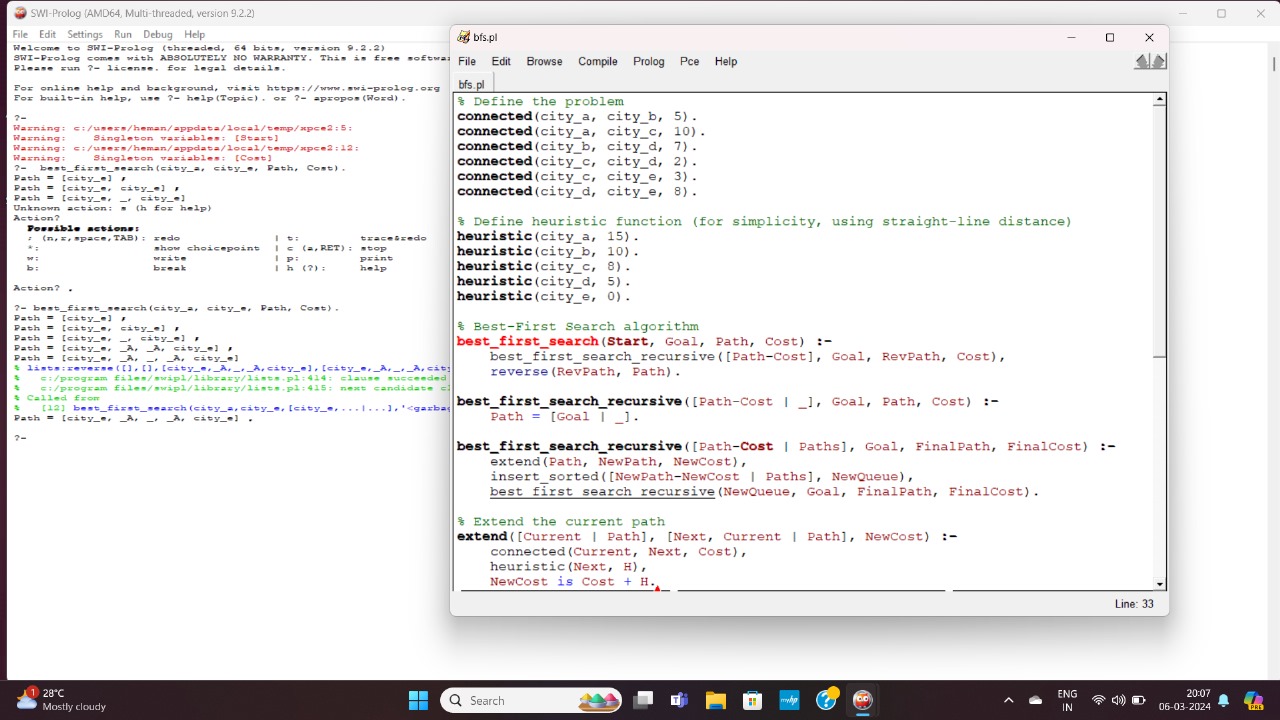 SWI-Prolog (AMD64, Multi-threaded, version 9.2.2)
File Edit Settings Run Debug Help
Welcome to SWI-Prolog (threaded, 64 bits, version 9.2.2)
SWI-Prolog comes with ABSOLUTELY NO WARRANTY. This is free softwa
Please run ?- license. for legal details.
For online help and background, visit https://www.swi-prolog.org
For built-in help, use ?- help(Topic). or ?- apropos(Word).
?-
Warning: c:/users/heman/appdata/local/temp/xpce2:5:
Warning:    Singleton variables: [Start]
Warning: c:/users/heman/appdata/local/temp/xpce2:12:
Warning:    Singleton variables: [Cost]
?-  best_first_search(city_a, city_e, Path, Cost).
Path = [city_e] ;
Path = [city_e, city_e] ;
Path = [city_e, _, city_e]
Unknown action: s (h for help)
Action?
Possible actions:
; (n,r,space,TAB): redo | t: trace&redo
*: show choicepoint | c (a,RET): stop
w: write | p: print
b: break | h (?): help
Action? .
?- best_first_search(city_a, city_e, Path, Cost).
Path = [city_e] ;
Path = [city_e, city_e] ;
Path = [city_e, _, city_e] ;
Path = [city_e, _A, _A, city_e] ;
Path = [city_e, _A, _, _A, city_e]
% lists:reverse([],[],[city_e,_A,_,_A,city_e],[city_e,_A,_,_A,city
%   c:/program files/swipl/library/lists.pl:414: clause succeeded
%   c:/program files/swipl/library/lists.pl:415: next candidate c
% Called from
%   [12] best_first_search(city_a,city_e,[city_e,...|...],'<garbag
Path = [city_e, _A, _, _A, city_e] .
?-
bfs.pl
File Edit Browse Compile Prolog Pce Help
bfs.pl
% Define the problem
connected(city_a, city_b, 5).
connected(city_a, city_c, 10).
connected(city_b, city_d, 7).
connected(city_c, city_d, 2).
connected(city_c, city_e, 3).
connected(city_d, city_e, 8).
% Define heuristic function (for simplicity, using straight-line distance)
heuristic(city_a, 15).
heuristic(city_b, 10).
heuristic(city_c, 8).
heuristic(city_d, 5).
heuristic(city_e, 0).
% Best-First Search algorithm
best_first_search(Start, Goal, Path, Cost) :-
best_first_search_recursive([Path-Cost], Goal, RevPath, Cost),
reverse(RevPath, Path).
best_first_search_recursive([Path-Cost | _], Goal, Path, Cost) :-
Path = [Goal | _].
best_first_search_recursive([Path-Cost | Paths], Goal, FinalPath, FinalCost) :-
extend(Path, NewPath, NewCost),
insert_sorted([NewPath-NewCost | Paths], NewQueue),
best_first_search_recursive(NewQueue, Goal, FinalPath, FinalCost).
% Extend the current path
extend([Current | Path], [Next, Current | Path], NewCost) :-
connected(Current, Next, Cost),
heuristic(Next, H),
NewCost is Cost + H.
Line: 33
1
28°C
Mostly cloudy
Search
myhp
ENG
IN
20:07
06-03-2024
PRE